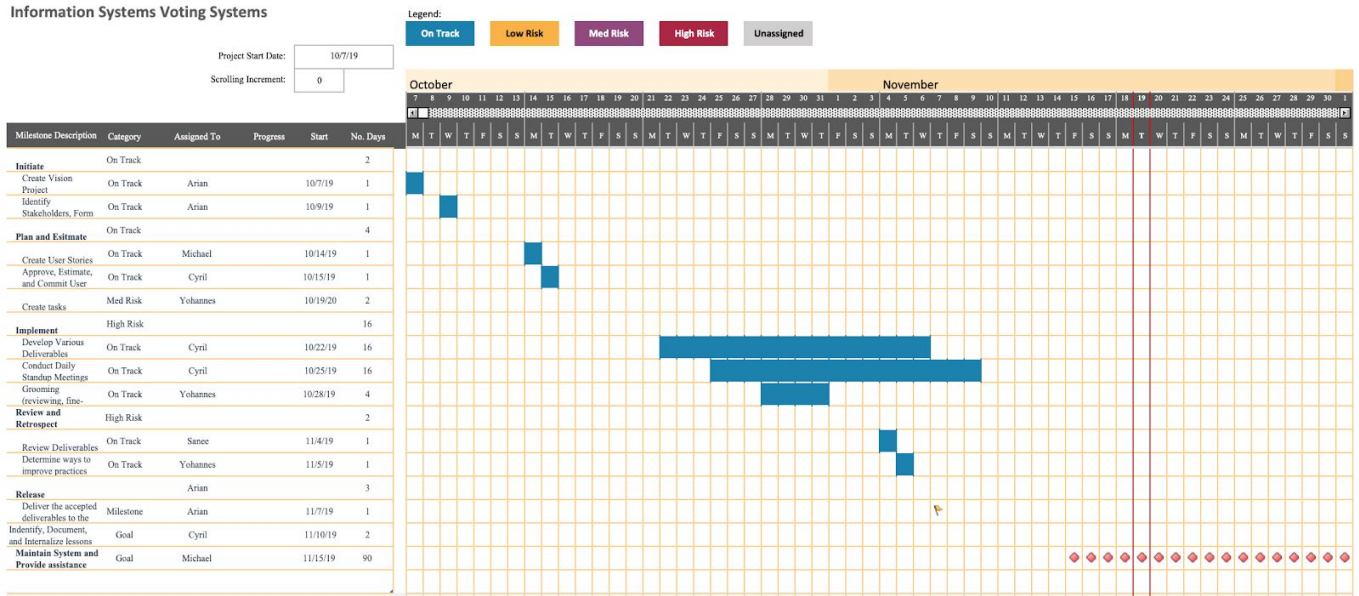 Information Systems Voting Systems
Legend:
On Track Low Risk Med Risk High Risk Unassigned
Project Start Date: 10/7/19
Scrolling Increment: 0
October November
7 8 9 10 11 12 13 14 15 16 17 18 19 20 21 22 23 24 25 26 27 28 29 30 31 1 2 3 4 5 6 7 8 9 10 11 12 13 14 15 16 17 18 19 20 21 22 23 24 25 26 27 28 29 30 1
Milestone Description Category Assigned To Progress Start No. Days M T W T F S S M T W T F S S M T W T F S S M T W T F S S M T W T F S S M T W T F S S M T W T F S S M T W T F S S
Initiate On Track 2
Create Vision
Project On Track Arian 10/7/19 1
Identify
Stakeholders, Form On Track Arian 10/9/19 1
Plan and Esitmate On Track 4
Create User Stories On Track Michael 10/14/19 1
Approve, Estimate,
and Commit User On Track Cyril 10/15/19 1
Create tasks Med Risk Yohannes 10/19/20 2
Implement High Risk 16
Develop Various
Deliverables On Track Cyril 10/22/19 16
Conduct Daily
Standup Meetings On Track Cyril 10/25/19 16
Grooming
(reviewing, fine- On Track Yohannes 10/28/19 4
Review and
Retrospect High Risk 2
Review Deliverables On Track Sanee 11/4/19 1
Determine ways to
improve practices On Track Yohannes 11/5/19 1
Release Arian 3
Deliver the accepted
deliverables to the Milestone Arian 11/7/19 1
Indentify, Document,
and Internalize lessons Goal Cyril 11/10/19 2
Maintain System and
Provide assistance Goal Michael 11/15/19 90